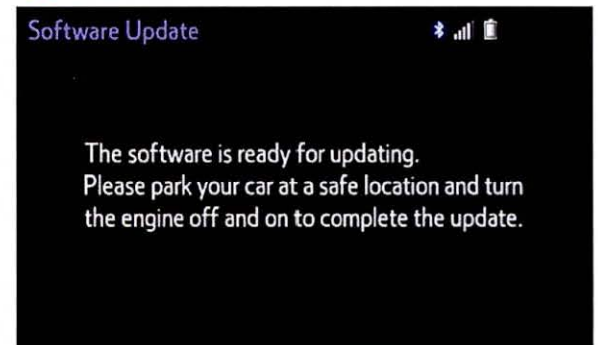 Software Update
The software is ready for updating.
Please park your car at a safe location and turn
the engine off and on to complete the update.